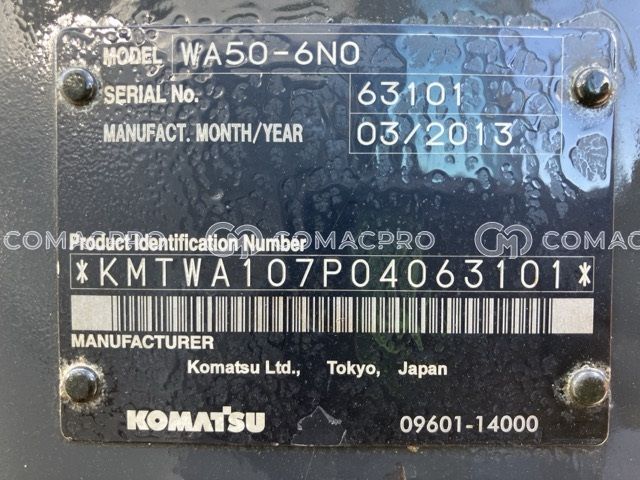 MODEL WA50-6N0
SERIAL No. 63101
MANUFACT. MONTH/YEAR 03/2013
Product Identification Number
COMACPRO COMACPRO COMACPRO
*KMTWA107P04063101*
MANUFACTURER
Komatsu Ltd., Tokyo, Japan
KOMATSU 09601-14000